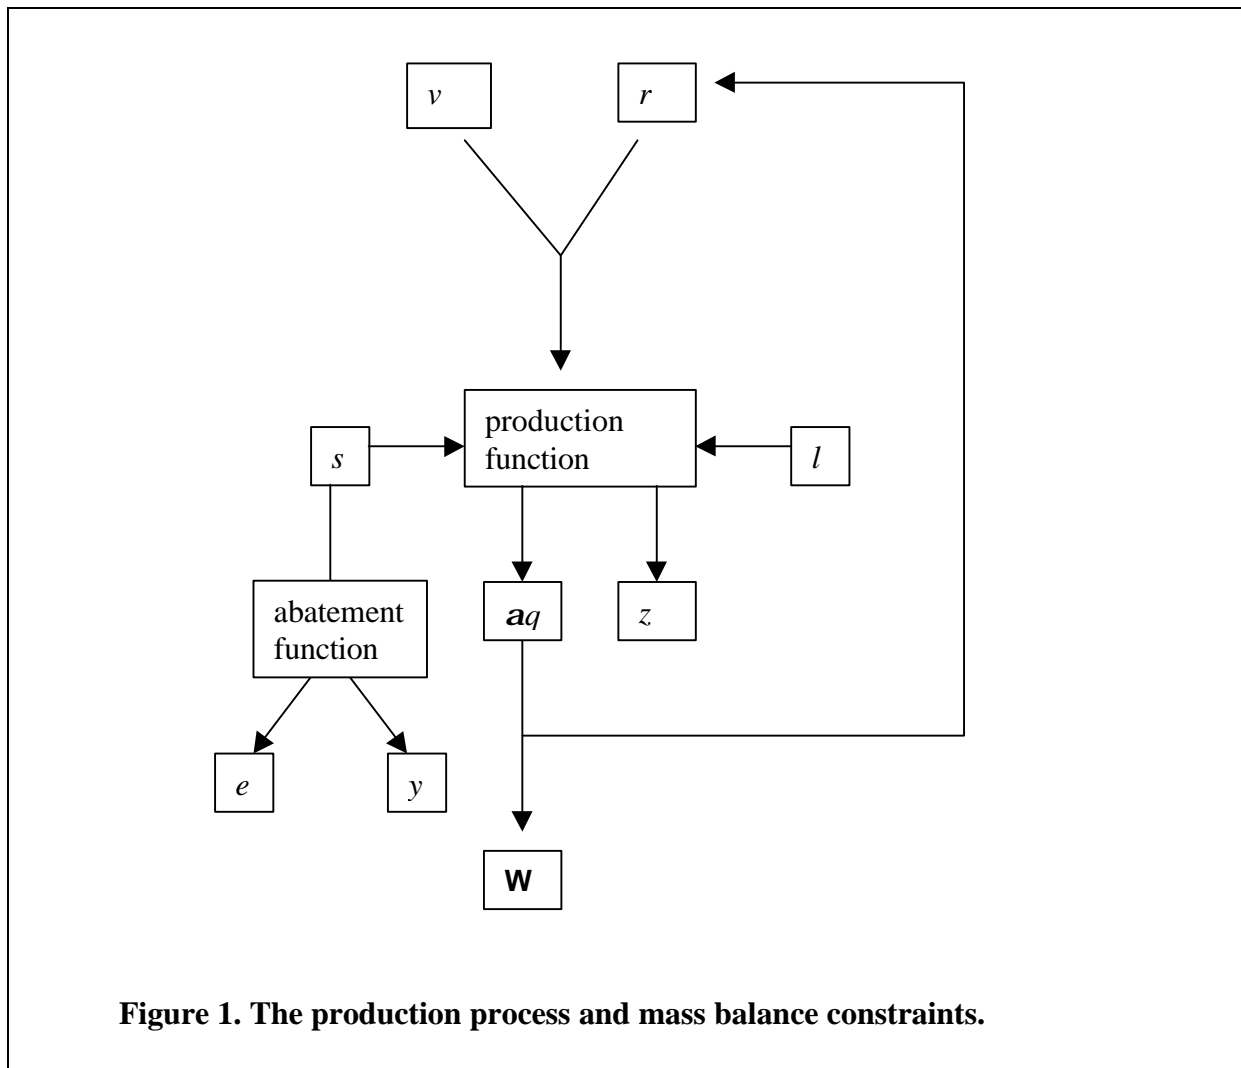 v
r
production
function
s
l
abatement
function
aq
z
e
y
W
Figure 1. The production process and mass balance constraints.